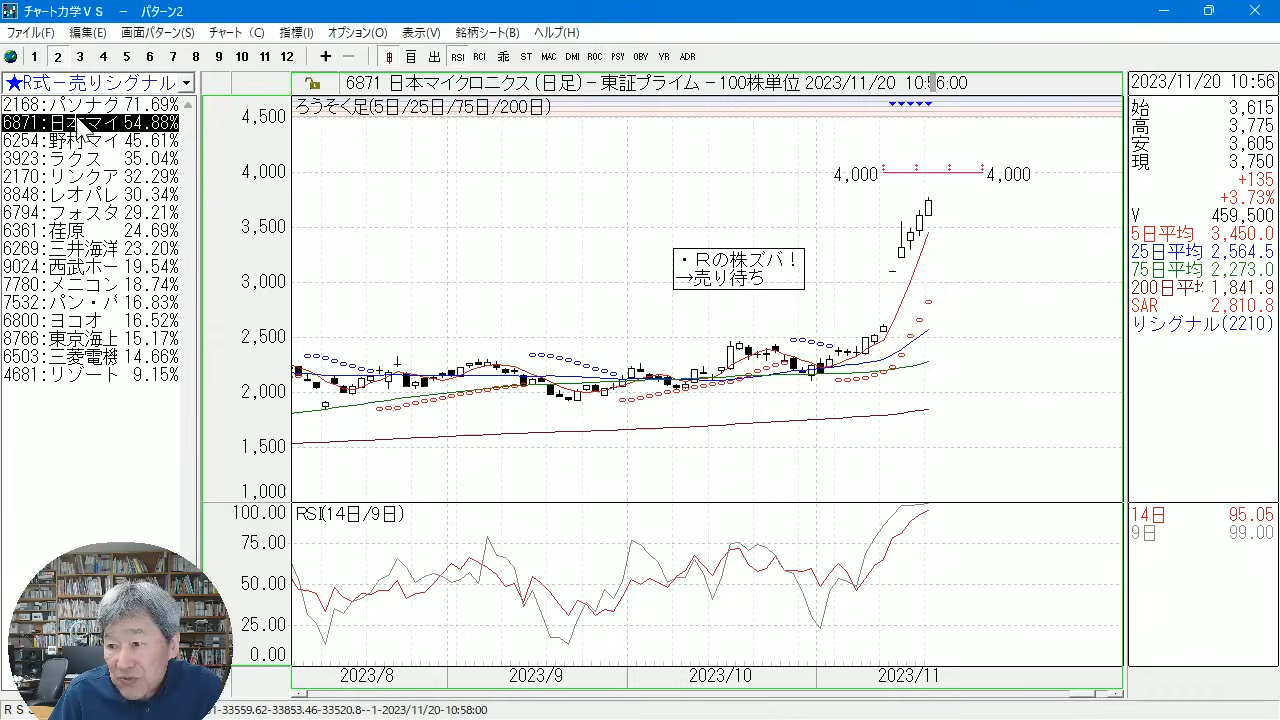 チャート力学ＶＳ － パターン2
ファイル(F) 編集(E) 画面パターン(S) チャート (C) 指標(I) オプション(O) 表示(V) 銘柄シート(B) ヘルプ(H)
1 2 3 4 5 6 7 8 9 10 11 12 + － 日 出 RSI RCI 乖 ST MAC DMI ROC PSY OBV YR ADR
★R式－売りシグナル
6871 日本マイクロニクス (日足)－東証プライム －100株単位 2023/11/20 10:56:00
2023/11/20 10:56
2168:パソナグ 71.69%
6871:日本マイ 54.88%
6254:野村マイ 45.61%
3923:ラクス 35.04%
2170:リンクア 32.29%
8848:レオパレ 30.34%
6794:フォスタ 29.21%
6361:荏原 24.69%
6269:三井海洋 23.20%
9024:西武ホー 19.54%
7780:メニコン 18.74%
7532:パン・パ 16.83%
6800:ヨコオ 16.52%
8766:東京海上 15.17%
6503:三菱電機 14.66%
4681:リゾート 9.15%
ろうそく足(5日/25日/75日/200日)
4,500
4,000
3,500
3,000
2,500
2,000
1,500
1,000
4,000 4,000
・Ｒの株ズバ！
→売り待ち
RSI(14日/9日)
100.00
75.00
50.00
25.00
0.00
2023/8 2023/9 2023/10 2023/11
始 3,615
高 3,775
安 3,605
現 3,750
+135
+3.73%
V 459,500
5日平均 3,450.0
25日平均 2,564.5
75日平均 2,273.0
200日平均 1,841.9
SAR 2,810.8
りシグナル(2210)
14日 95.05
9日 99.00
ＲＳ
1-33559.62-33853.46-33520.8--1-2023/11/20-10:58:00